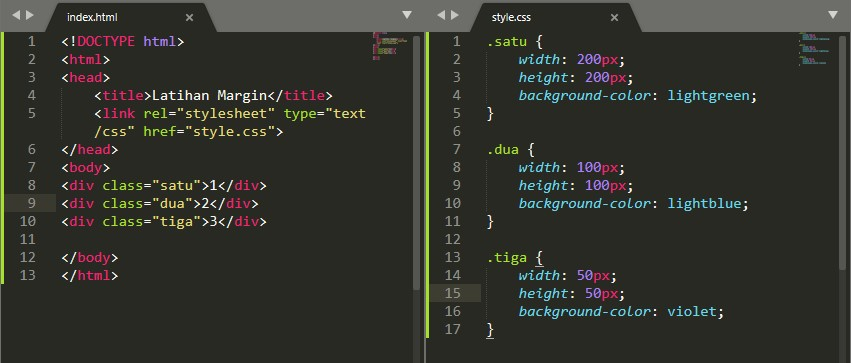 index.html
1 <!DOCTYPE html>
2 <html>
3 <head>
4     <title>Latihan Margin</title>
5     <link rel="stylesheet" type="text
/css" href="style.css">
6 </head>
7 <body>
8 <div class="satu">1</div>
9 <div class="dua">2</div>
10 <div class="tiga">3</div>
11
12 </body>
13 </html>
style.css
1 .satu {
2     width: 200px;
3     height: 200px;
4     background-color: lightgreen;
5 }
6
7 .dua {
8     width: 100px;
9     height: 100px;
10     background-color: lightblue;
11 }
12
13 .tiga {
14     width: 50px;
15     height: 50px;
16     background-color: violet;
17 }